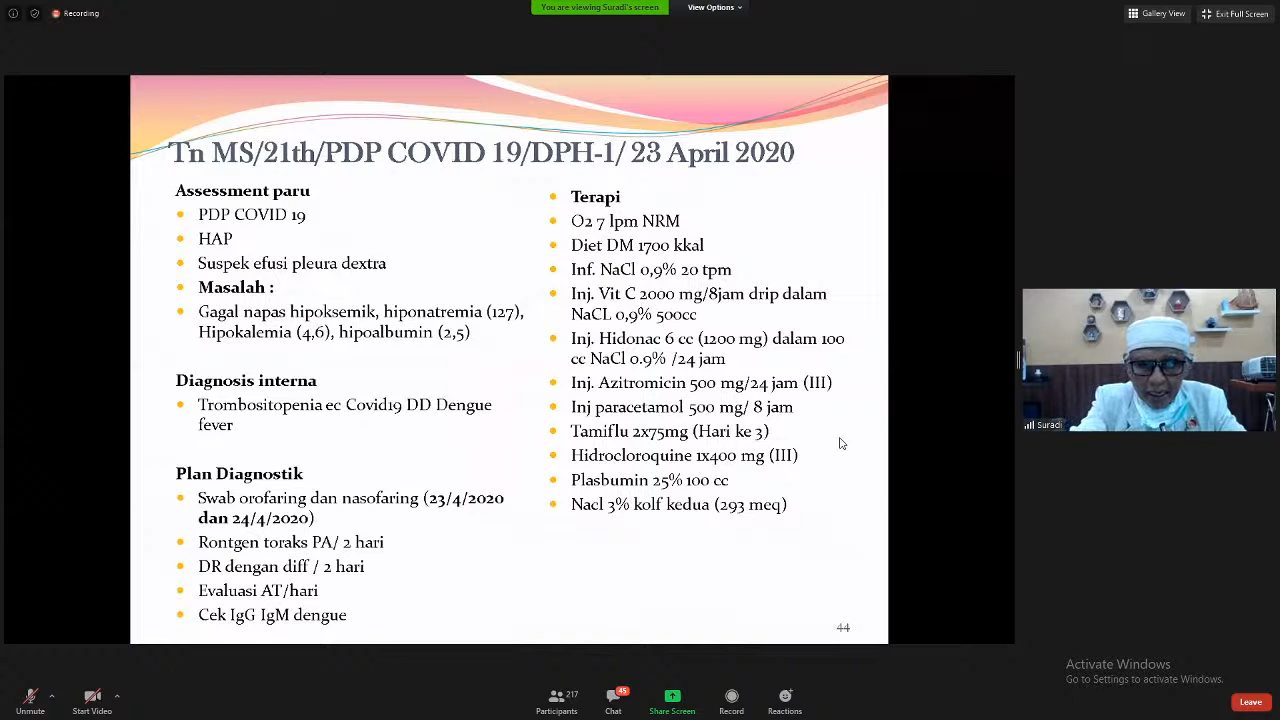 Recording
You are viewing Suradi's screen
View Options
Gallery View
Exit Full Screen
Tn MS/21th/PDP COVID 19/DPH-1/ 23 April 2020
Assessment paru
PDP COVID 19
HAP
Suspek efusi pleura dextra
Masalah :
Gagal napas hipoksemik, hiponatremia (127),
Hipokalemia (4,6), hipoalbumin (2,5)
Diagnosis interna
Trombositopenia ec Covid19 DD Dengue
fever
Plan Diagnostik
Swab orofaring dan nasofaring (23/4/2020
dan 24/4/2020)
Rontgen toraks PA/ 2 hari
DR dengan diff / 2 hari
Evaluasi AT/hari
Cek IgG IgM dengue
Terapi
O2 7 lpm NRM
Diet DM 1700 kkal
Inf. NaCl 0,9% 20 tpm
Inj. Vit C 2000 mg/8jam drip dalam
NaCL 0,9% 500cc
Inj. Hidonac 6 cc (1200 mg) dalam 100
cc NaCl 0.9% /24 jam
Inj. Azitromicin 500 mg/24 jam (III)
Inj paracetamol 500 mg/ 8 jam
Tamiflu 2x75mg (Hari ke 3)
Hidrocloroquine 1x400 mg (III)
Plasbumin 25% 100 cc
Nacl 3% kolf kedua (293 meq)
44
Suradi
Activate Windows
Go to Settings to activate Windows.
Unmute
Start Video
217
Participants
45
Chat
Share Screen
Record
Reactions
Leave